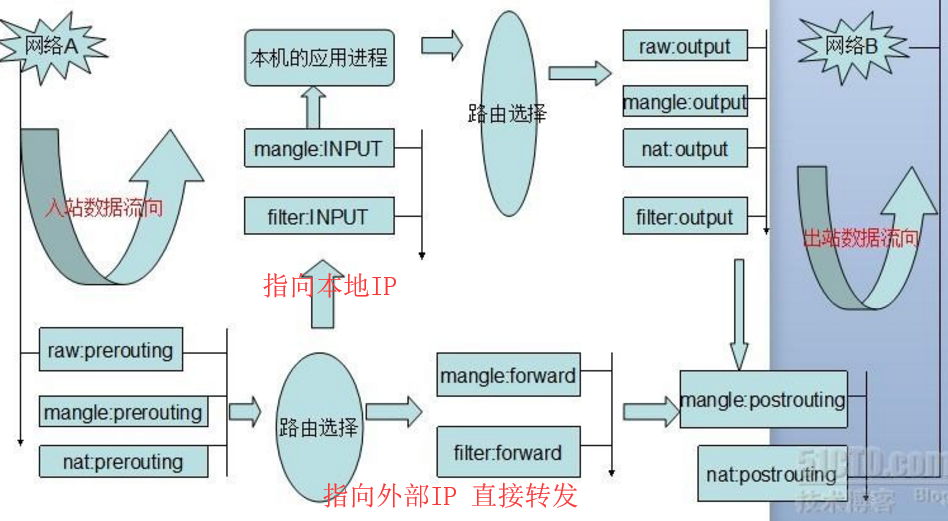 网络A
本机的应用进程
路由选择
raw:output
网络B
mangle:output
mangle:INPUT
nat:output
入站数据流向
filter:INPUT
filter:output
出站数据流向
指向本地IP
raw:prerouting
mangle:forward
mangle:prerouting
路由选择
mangle:postrouting
nat:prerouting
filter:forward
nat:postrouting
51CTO.com
指向外部IP 直接转发
技术博客 Blog